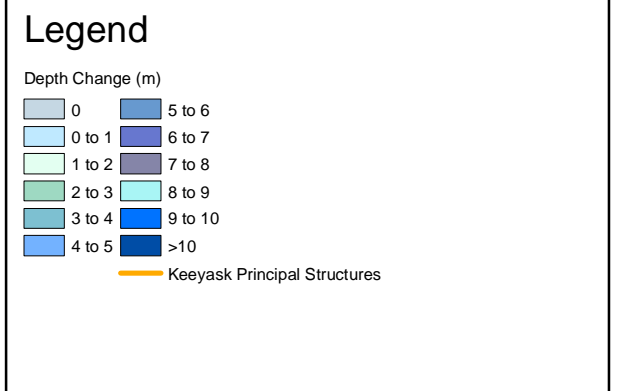 Legend
Depth Change (m)
0 5 to 6
0 to 1 6 to 7
1 to 2 7 to 8
2 to 3 8 to 9
3 to 4 9 to 10
4 to 5 >10
Keeyask Principal Structures